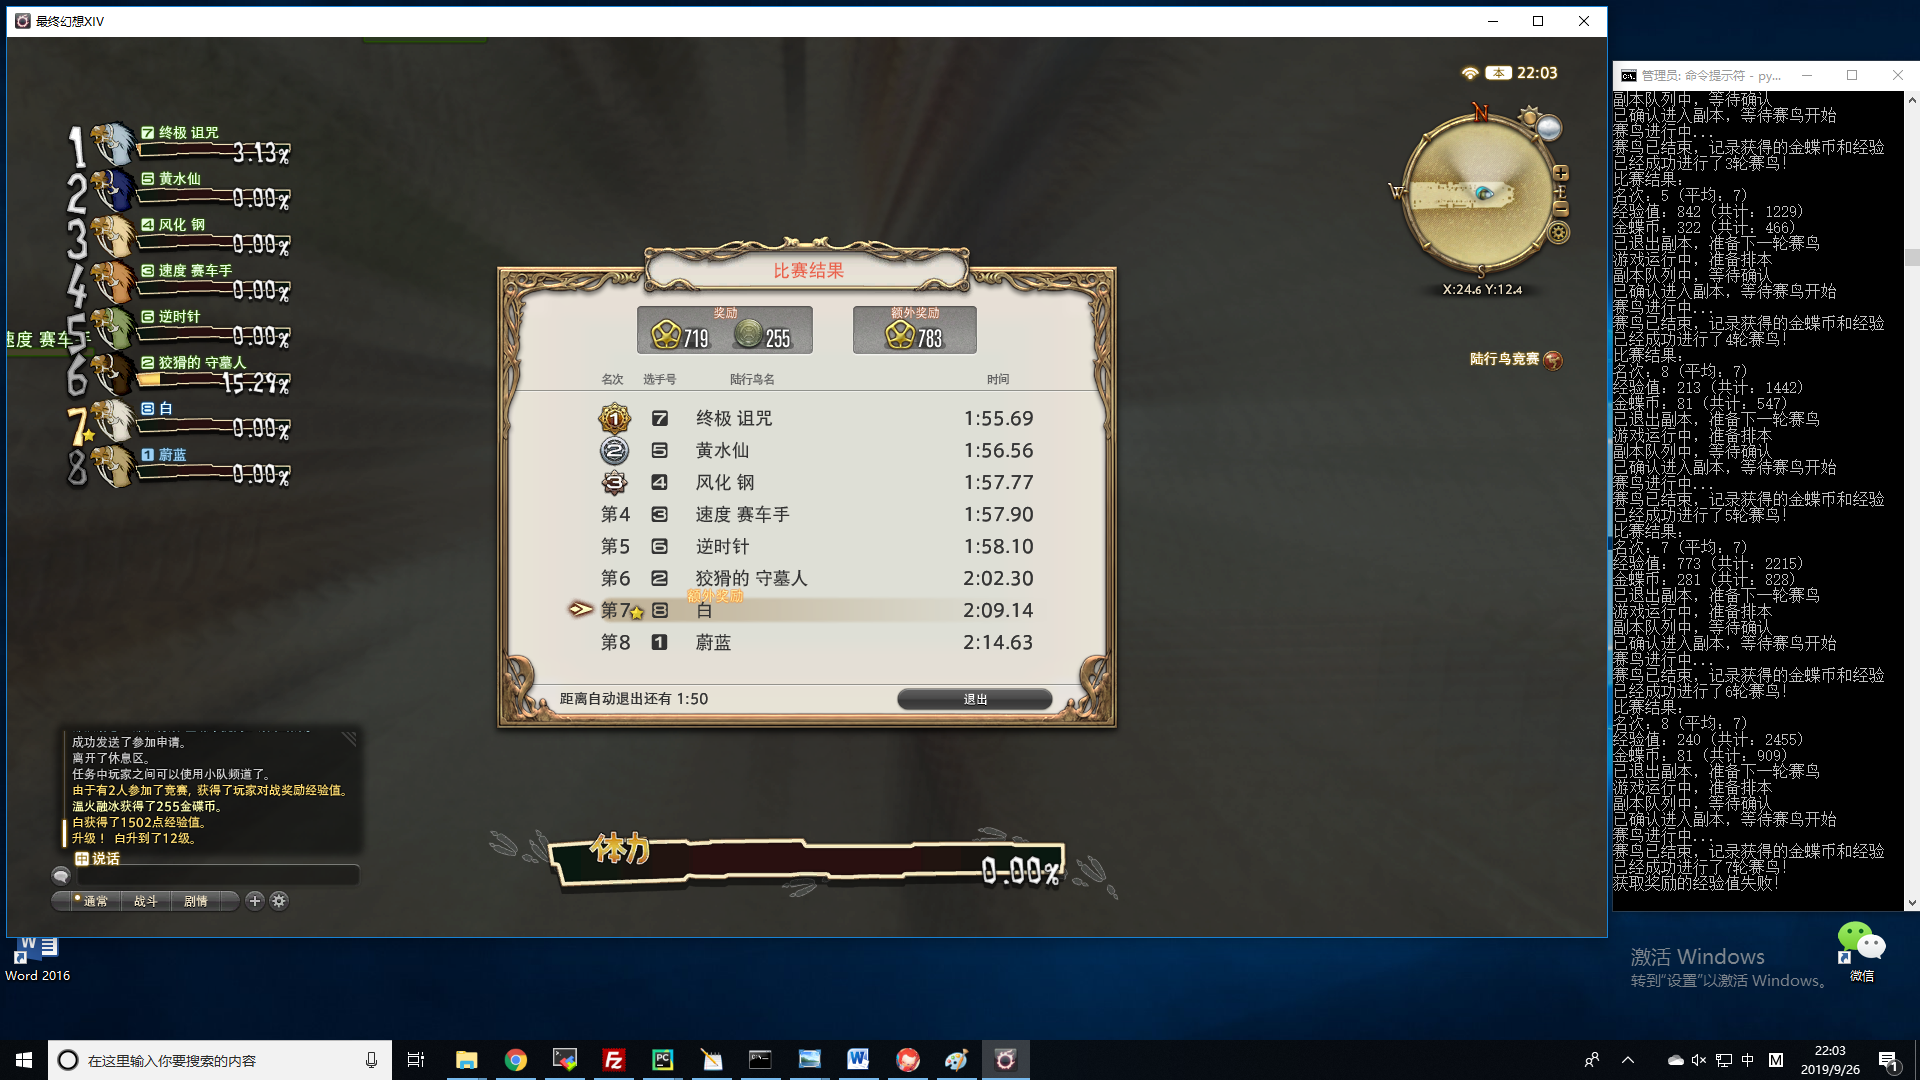 最终幻想XIV
本 22:03
N
W
E
S
X:24.6 Y:12.4
陆行鸟竞赛
1 7 终极 诅咒 3.13%
2 5 黄水仙 0.00%
3 4 风化 钢 0.00%
4 3 速度 赛车手 0.00%
5 6 逆时针 0.00%
速度 赛车手
6 2 狡猾的 守墓人 15.29%
7 8 白 0.00%
8 1 蔚蓝 0.00%
比赛结果
奖励 额外奖励
719 255 783
名次 选手号 陆行鸟名 时间
1 7 终极 诅咒 1:55.69
2 5 黄水仙 1:56.56
3 4 风化 钢 1:57.77
第4 3 速度 赛车手 1:57.90
第5 6 逆时针 1:58.10
第6 2 狡猾的 守墓人 2:02.30
额外奖励
第7 8 白 2:09.14
第8 1 蔚蓝 2:14.63
距离自动退出还有 1:50 退出
成功发送了参加申请。
离开了休息区。
任务中玩家之间可以使用小队频道了。
由于有2人参加了竞赛, 获得了玩家对战奖励经验值。
温火融冰获得了255金碟币。
白获得了1502点经验值。
升级！ 白升到了12级。
中 说话
通常 战斗 剧情
体力
0.00%
管理员: 命令提示符 - py...
副本队列中, 等待确认
已确认进入副本, 等待赛鸟开始
赛鸟进行中...
赛鸟已结束, 记录获得的金蝶币和经验
已经成功进行了3轮赛鸟!
比赛结果:
名次: 5 (平均: 7)
经验值: 842 (共计: 1229)
金蝶币: 322 (共计: 466)
已退出副本, 准备下一轮赛鸟
游戏运行中, 准备排本
副本队列中, 等待确认
已确认进入副本, 等待赛鸟开始
赛鸟进行中...
赛鸟已结束, 记录获得的金蝶币和经验
已经成功进行了4轮赛鸟!
比赛结果:
名次: 8 (平均: 7)
经验值: 213 (共计: 1442)
金蝶币: 81 (共计: 547)
已退出副本, 准备下一轮赛鸟
游戏运行中, 准备排本
副本队列中, 等待确认
已确认进入副本, 等待赛鸟开始
赛鸟进行中...
赛鸟已结束, 记录获得的金蝶币和经验
已经成功进行了5轮赛鸟!
比赛结果:
名次: 7 (平均: 7)
经验值: 773 (共计: 2215)
金蝶币: 281 (共计: 828)
已退出副本, 准备下一轮赛鸟
游戏运行中, 准备排本
副本队列中, 等待确认
已确认进入副本, 等待赛鸟开始
赛鸟进行中...
赛鸟已结束, 记录获得的金蝶币和经验
已经成功进行了6轮赛鸟!
比赛结果:
名次: 8 (平均: 7)
经验值: 240 (共计: 2455)
金蝶币: 81 (共计: 909)
已退出副本, 准备下一轮赛鸟
游戏运行中, 准备排本
副本队列中, 等待确认
已确认进入副本, 等待赛鸟开始
赛鸟进行中...
赛鸟已结束, 记录获得的金蝶币和经验
已经成功进行了7轮赛鸟!
获取奖励的经验值失败!
激活 Windows
转到“设置”以激活 Windows。
微信
Word 2016
在这里输入你要搜索的内容
中 M
22:03
2019/9/26
1